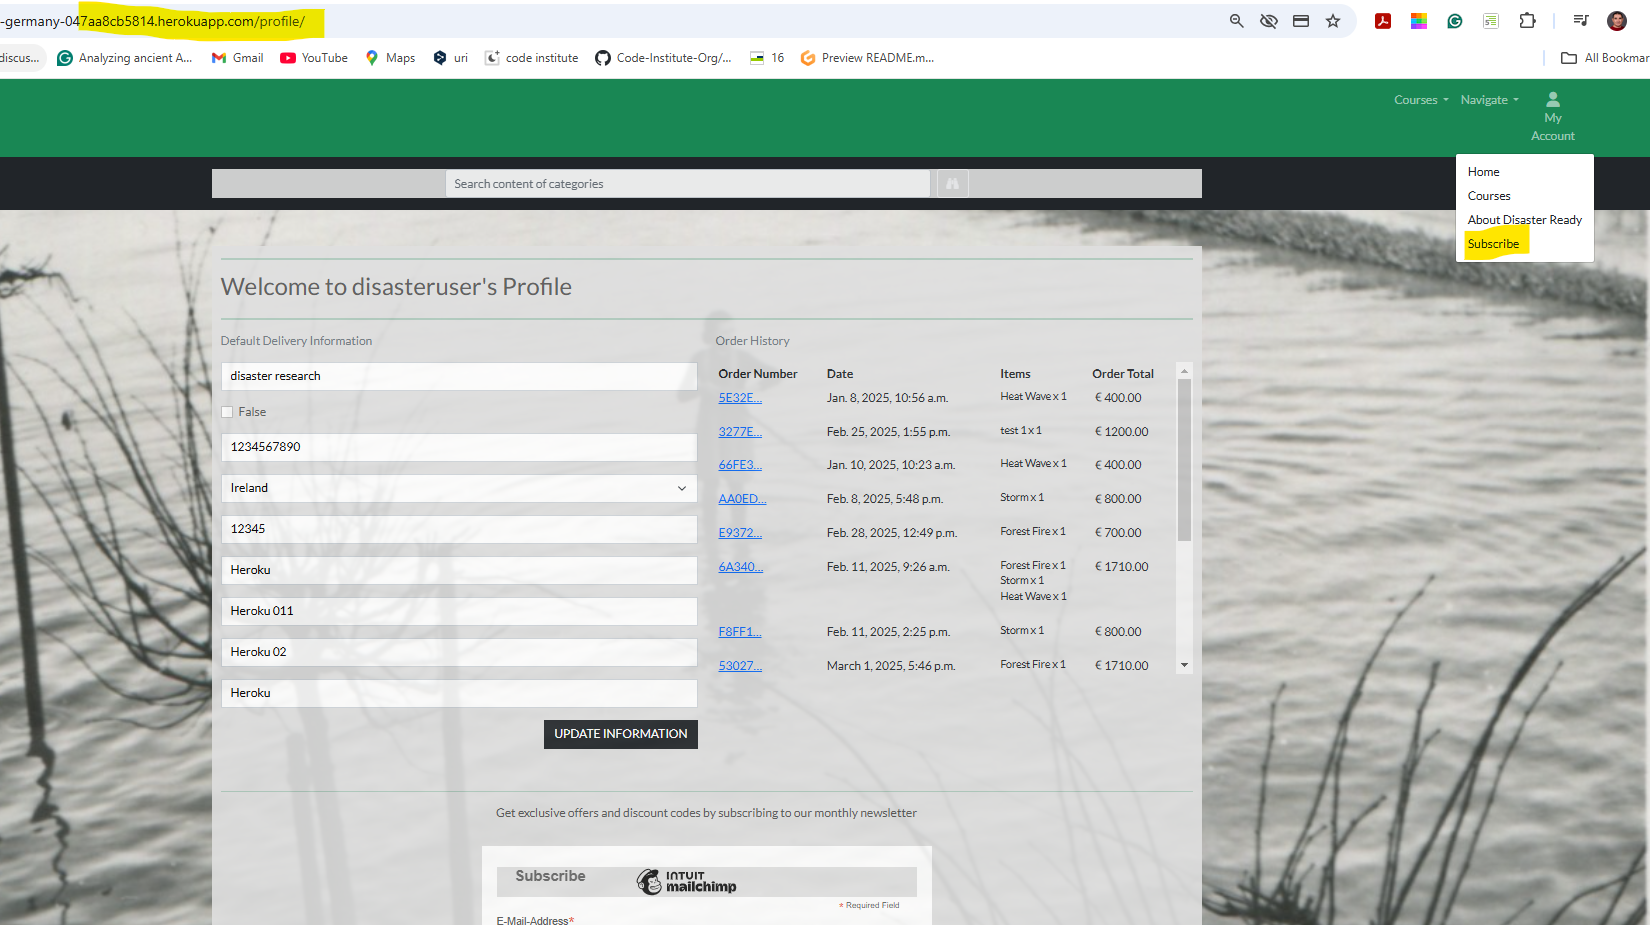 -germany-047aa8cb5814.herokuapp.com/profile/
discus...
Analyzing ancient A...
Gmail
YouTube
Maps
uri
code institute
Code-Institute-Org/...
16
Preview README.m...
All Bookmar
Courses
Navigate
My
Account
Search content of categories
Home
Courses
About Disaster Ready
Subscribe
Welcome to disasteruser's Profile
Default Delivery Information
disaster research
False
1234567890
Ireland
12345
Heroku
Heroku 011
Heroku 02
Heroku
UPDATE INFORMATION
Order History
Order Number Date Items Order Total
5E32E... Jan. 8, 2025, 10:56 a.m. Heat Wave x 1 € 400.00
3277E... Feb. 25, 2025, 1:55 p.m. test 1 x 1 € 1200.00
66FE3... Jan. 10, 2025, 10:23 a.m. Heat Wave x 1 € 400.00
AA0ED... Feb. 8, 2025, 5:48 p.m. Storm x 1 € 800.00
E9372... Feb. 28, 2025, 12:49 p.m. Forest Fire x 1 € 700.00
6A340... Feb. 11, 2025, 9:26 a.m. Forest Fire x 1 € 1710.00
Storm x 1
Heat Wave x 1
F8FF1... Feb. 11, 2025, 2:25 p.m. Storm x 1 € 800.00
53027... March 1, 2025, 5:46 p.m. Forest Fire x 1 € 1710.00
Get exclusive offers and discount codes by subscribing to our monthly newsletter
Subscribe
INTUIT
mailchimp
* Required Field
E-Mail-Address*